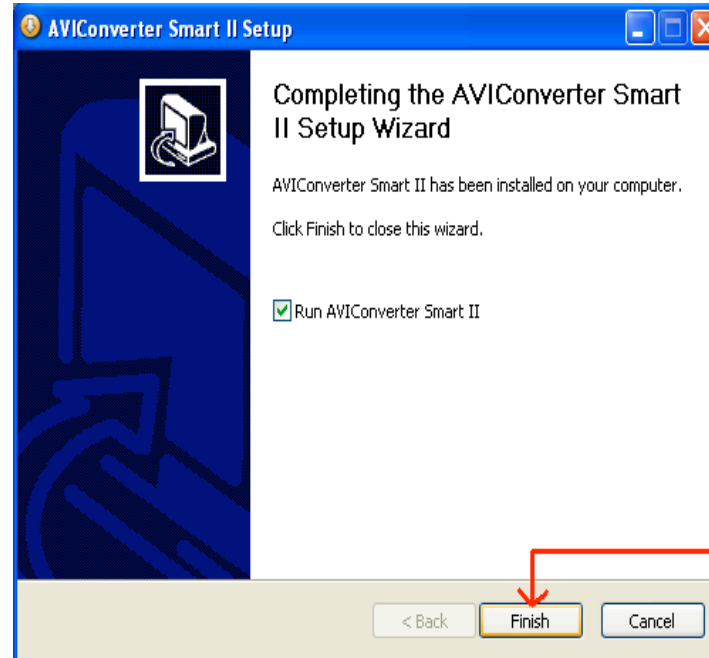 AVIConverter Smart II Setup
Completing the AVIConverter Smart
II Setup Wizard
AVIConverter Smart II has been installed on your computer.
Click Finish to close this wizard.
Run AVIConverter Smart II
< Back Finish Cancel